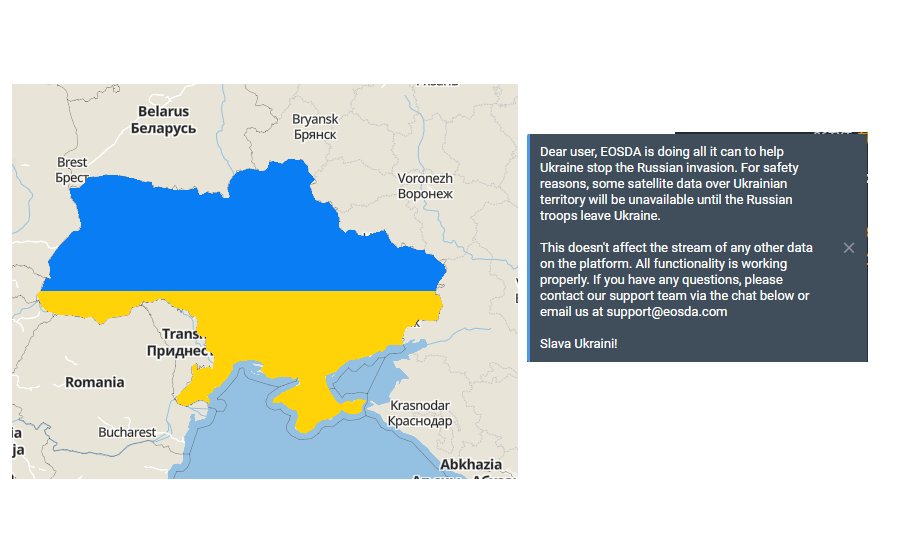 Belarus
Беларусь
Bryansk
Брянск
Brest
Брест
Voronezh
Воронеж
Romania
Bucharest
Krasnodar
Краснодар
Abkhazia
Dear user, EOSDA is doing all it can to help
Ukraine stop the Russian invasion. For safety
reasons, some satellite data over Ukrainian
territory will be unavailable until the Russian
troops leave Ukraine.
This doesn't affect the stream of any other data
on the platform. All functionality is working
properly. If you have any questions, please
contact our support team via the chat below or
email us at support@eosda.com
Slava Ukraini!